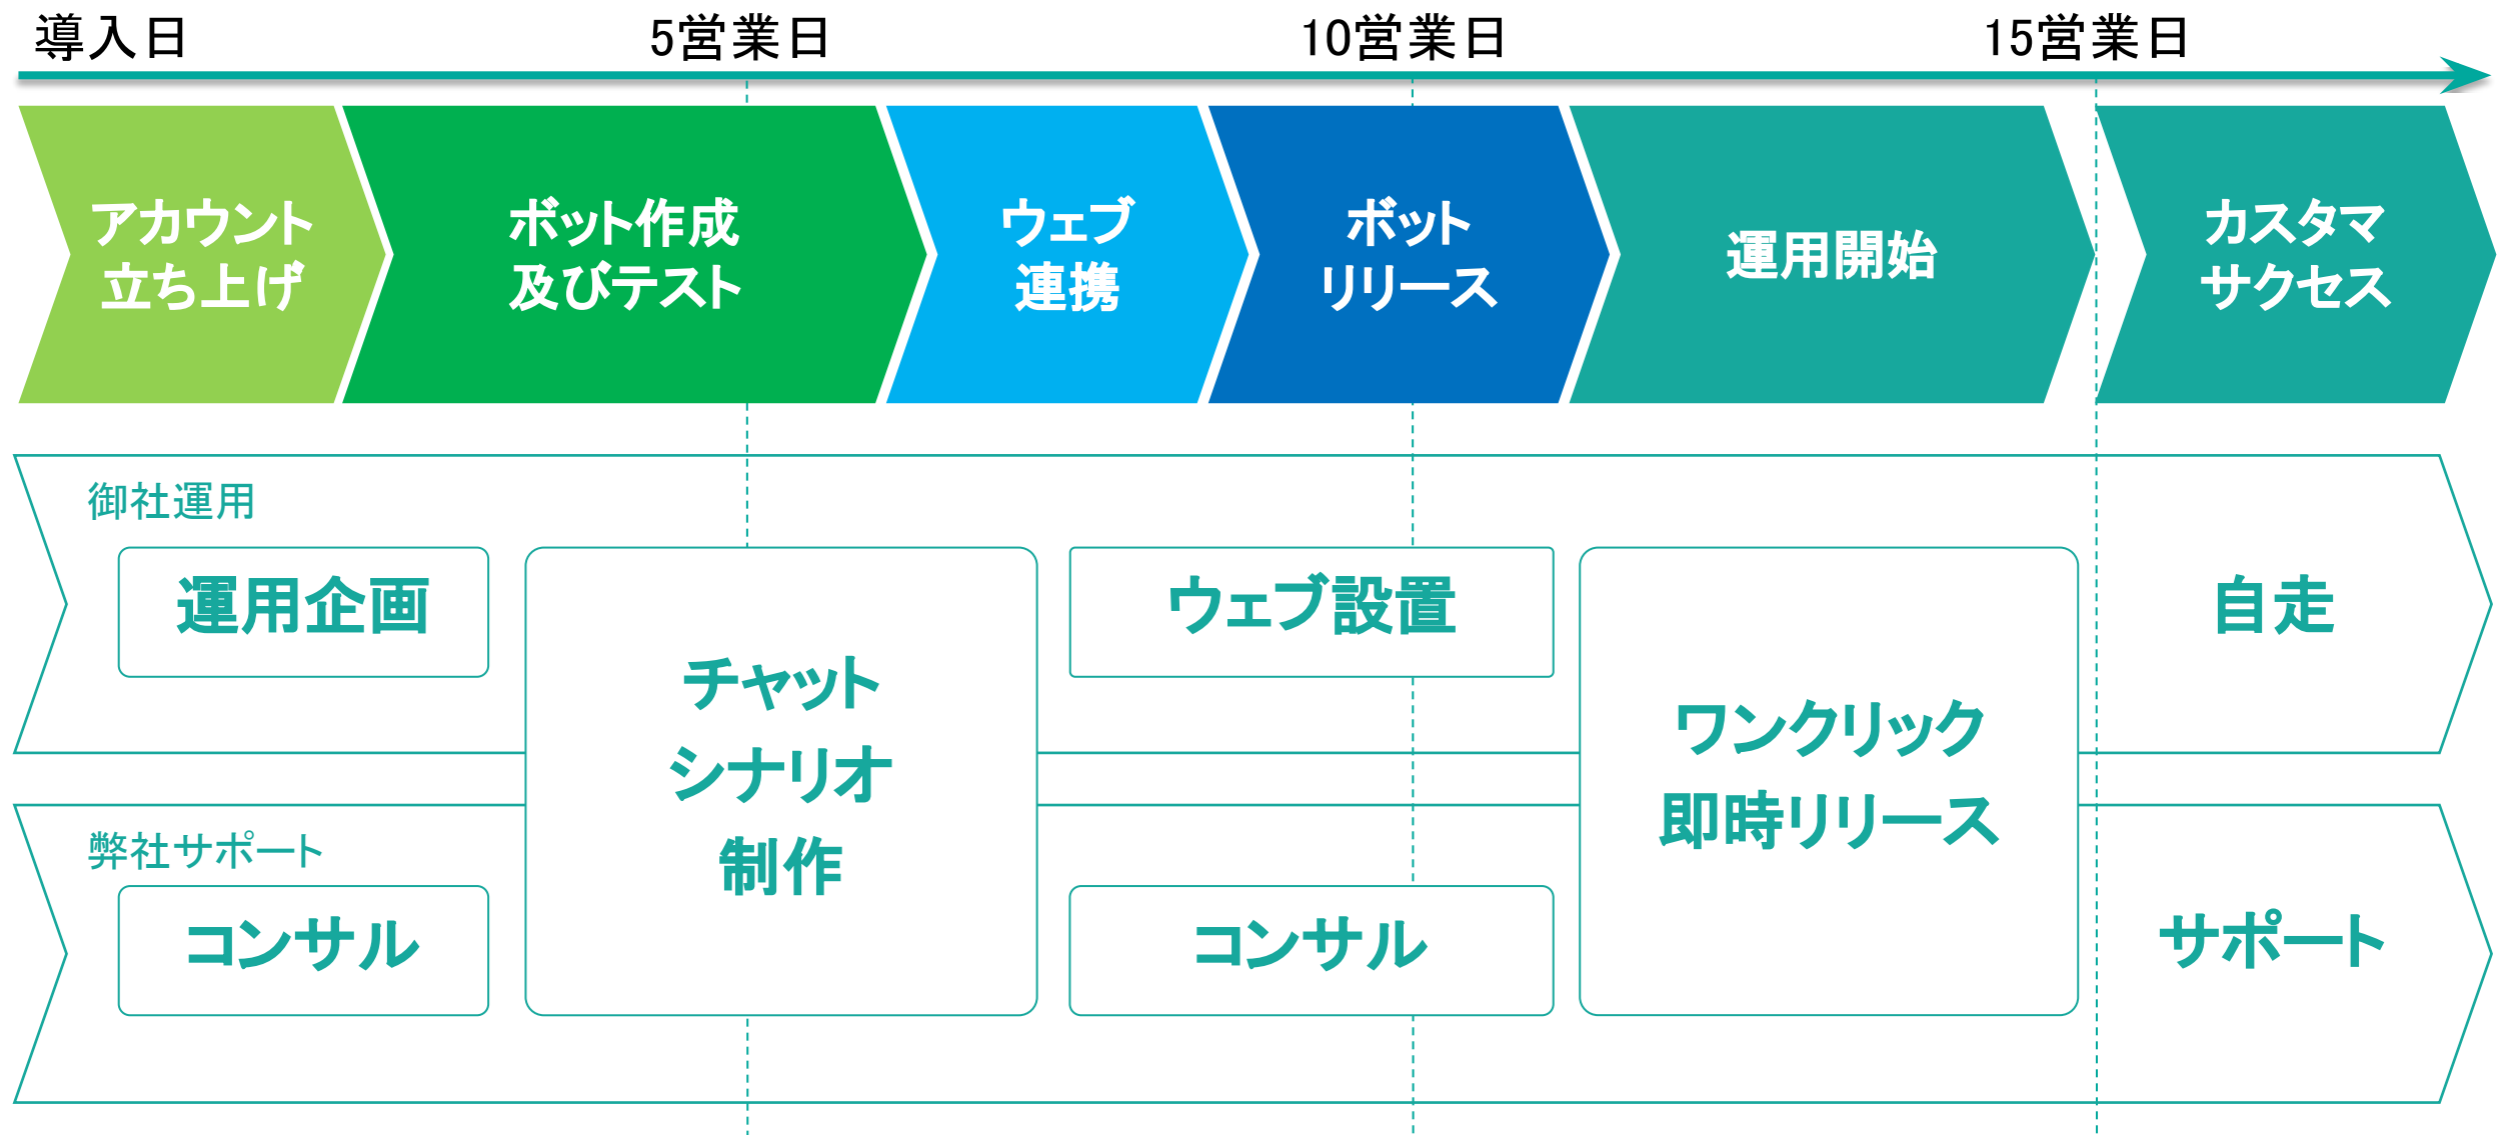 導入日
5営業日
10営業日
15営業日
アカウント
立ち上げ
ボット作成
及びテスト
ウェブ
連携
ボット
リリース
運用開始
カスタマ
サクセス
御社運用
運用企画
チャット
シナリオ
制作
ウェブ設置
ワンクリック
即時リリース
自走
弊社サポート
コンサル
コンサル
サポート